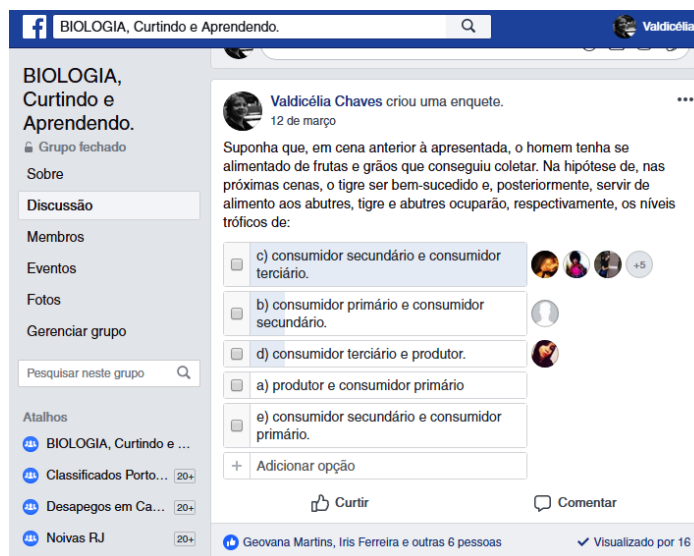 f BIOLOGIA, Curtindo e Aprendendo. Valdicélia
BIOLOGIA,
Curtindo e
Aprendendo.
Grupo fechado
Sobre
Discussão
Membros
Eventos
Fotos
Gerenciar grupo
Pesquisar neste grupo
Atalhos
BIOLOGIA, Curtindo e ...
Classificados Porto... 20+
Desapegos em Ca... 20+
Noivas RJ 20+
Valdicélia Chaves criou uma enquete.
12 de março
Suponha que, em cena anterior à apresentada, o homem tenha se
alimentado de frutas e grãos que conseguiu coletar. Na hipótese de, nas
próximas cenas, o tigre ser bem-sucedido e, posteriormente, servir de
alimento aos abutres, tigre e abutres ocuparão, respectivamente, os níveis
tróficos de:
c) consumidor secundário e consumidor
terciário.
+5
b) consumidor primário e consumidor
secundário.
d) consumidor terciário e produtor.
a) produtor e consumidor primário
e) consumidor secundário e consumidor
primário.
+ Adicionar opção
Curtir Comentar
Geovana Martins, Iris Ferreira e outras 6 pessoas ✓ Visualizado por 16